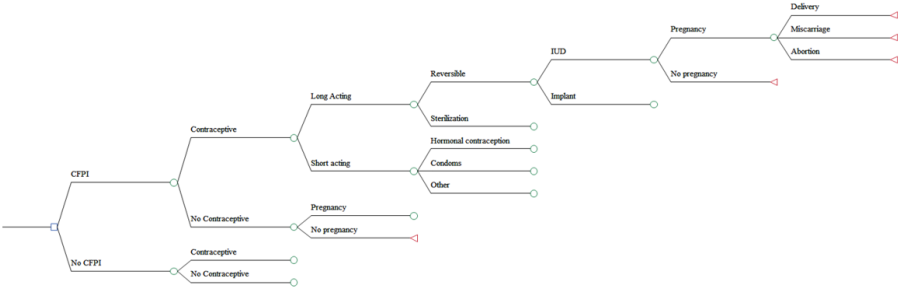 Delivery
Pregnancy
Miscarriage
IUD
Abortion
Reversible
No pregnancy
Long Acting
Implant
Contraceptive
Sterilization
Hormonal contraception
Short acting
Condoms
CFPI
Other
No Contraceptive
Pregnancy
No pregnancy
No CFPI
Contraceptive
No Contraceptive